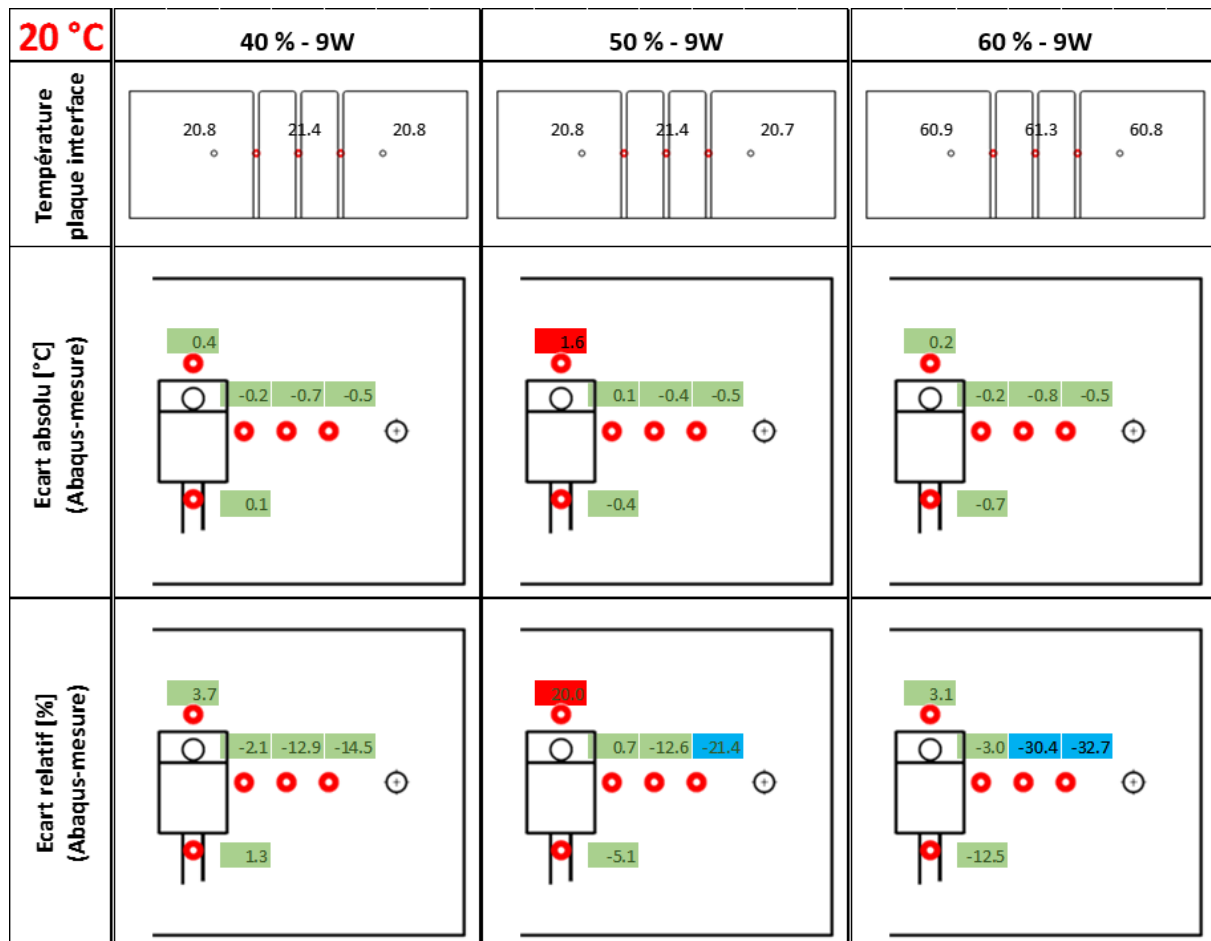 20 °C
40 % - 9W
50 % - 9W
60 % - 9W
Température
plaque interface
20.8 21.4 20.8
20.8 21.4 20.7
60.9 61.3 60.8
Ecart absolu [°C]
(Abaqus-mesure)
0.4
-0.2 -0.7 -0.5
0.1
1.6
0.1 -0.4 -0.5
-0.4
0.2
-0.2 -0.8 -0.5
-0.7
Ecart relatif [%]
(Abaqus-mesure)
3.7
-2.1 -12.9 -14.5
1.3
20.0
0.7 -12.6 -21.4
-5.1
3.1
-3.0 -30.4 -32.7
-12.5